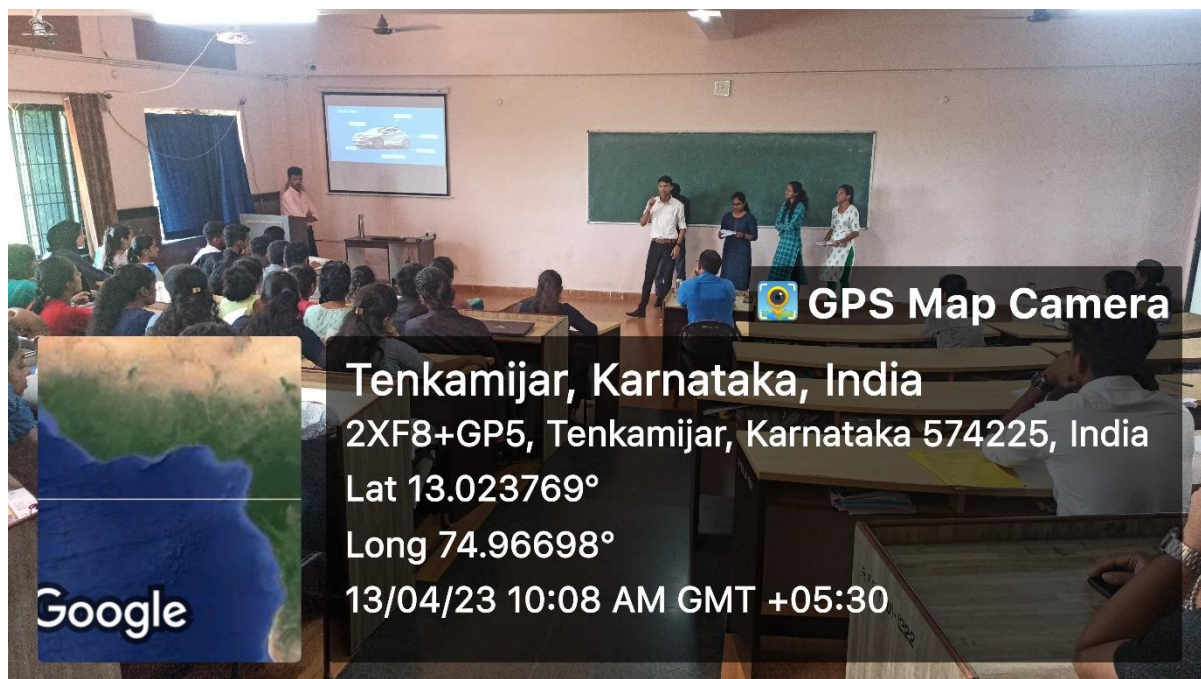 GPS Map Camera
Tenkamijar, Karnataka, India
2XF8+GP5, Tenkamijar, Karnataka 574225, India
Lat 13.023769°
Long 74.96698°
13/04/23 10:08 AM GMT +05:30
Google